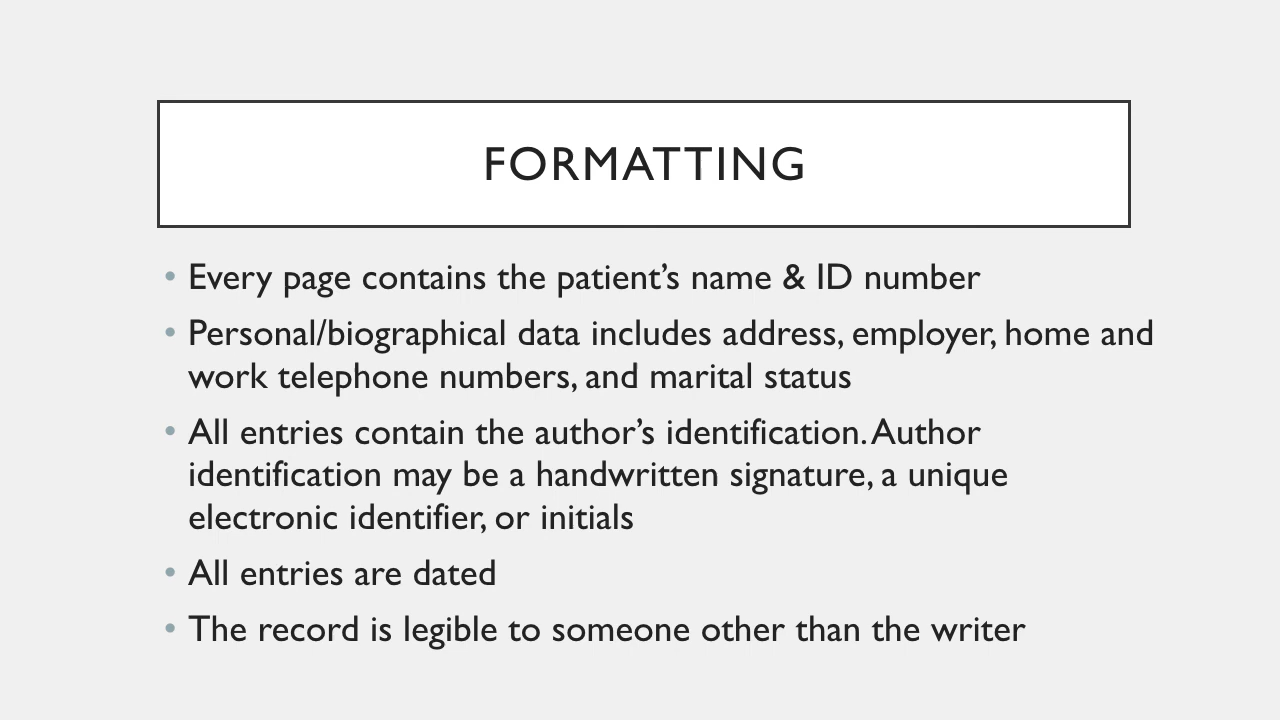 FORMATTING
• Every page contains the patient’s name & ID number
• Personal/biographical data includes address, employer, home and
work telephone numbers, and marital status
• All entries contain the author’s identification. Author
identification may be a handwritten signature, a unique
electronic identifier, or initials
• All entries are dated
• The record is legible to someone other than the writer